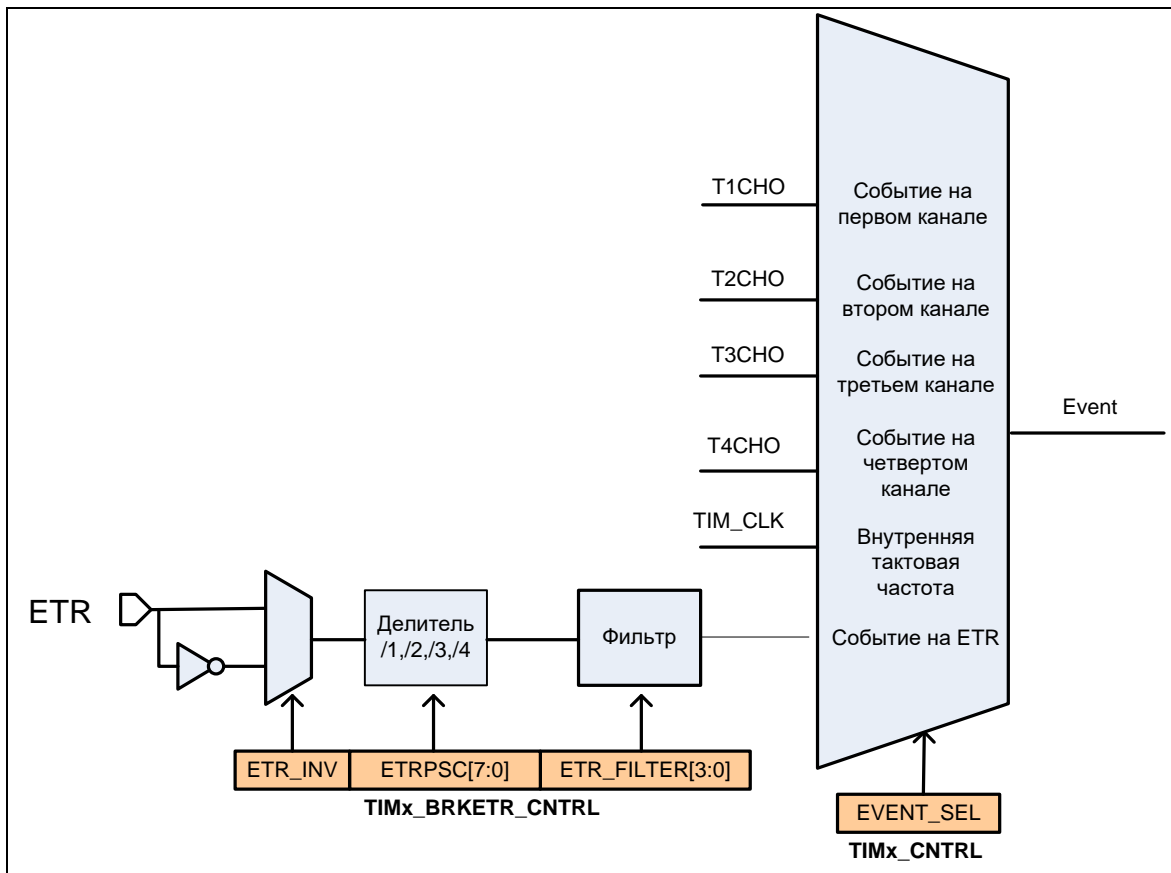 T1CHO
Событие на
первом канале
T2CHO
Событие на
втором канале
T3CHO
Событие на
третьем канале
Event
T4CHO
Событие на
четвертом
канале
TIM_CLK
Внутренняя
тактовая
частота
ETR
Делитель
/1,/2,/3,/4
Фильтр
Событие на ETR
ETR_INV
ETRPSC[7:0]
ETR_FILTER[3:0]
TIMx_BRKETR_CNTRL
EVENT_SEL
TIMx_CNTRL